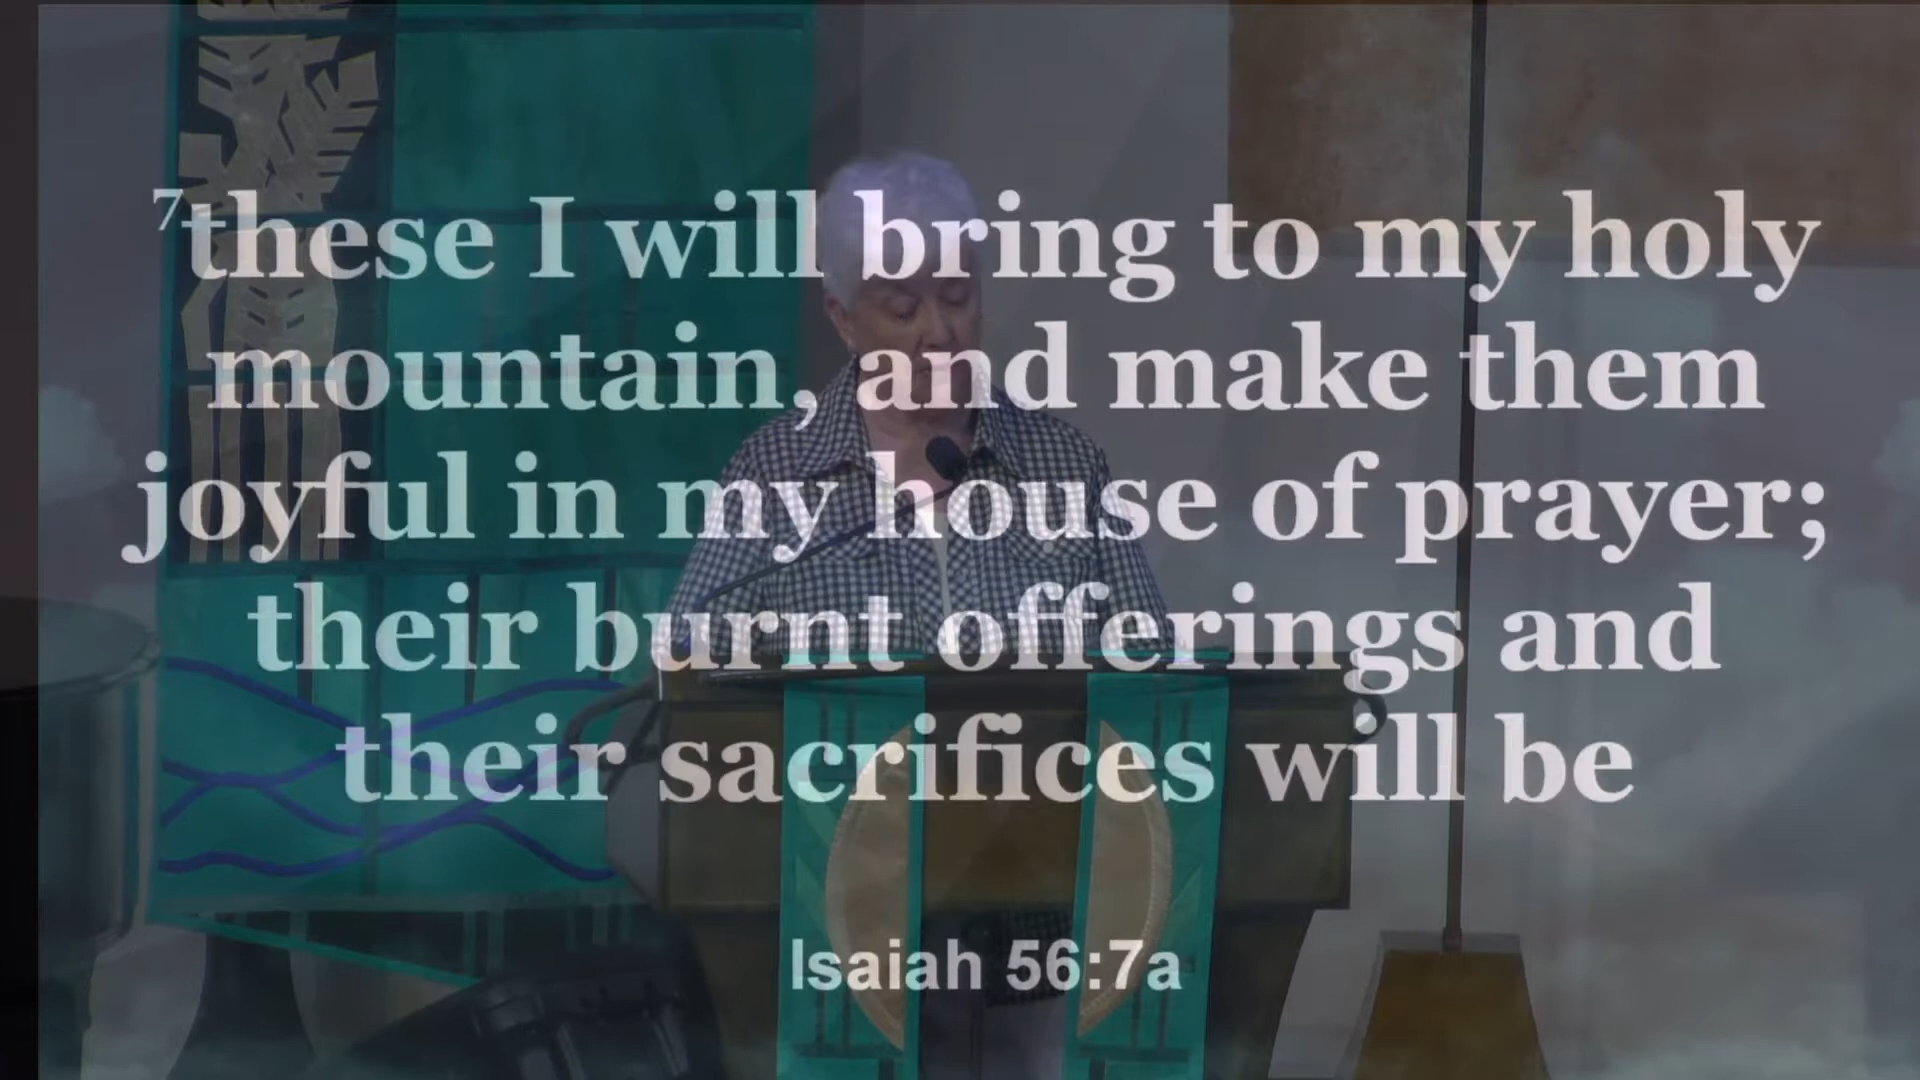 7these I will bring to my holy
mountain, and make them
joyful in my house of prayer;
their burnt offerings and
their sacrifices will be
Isaiah 56:7a